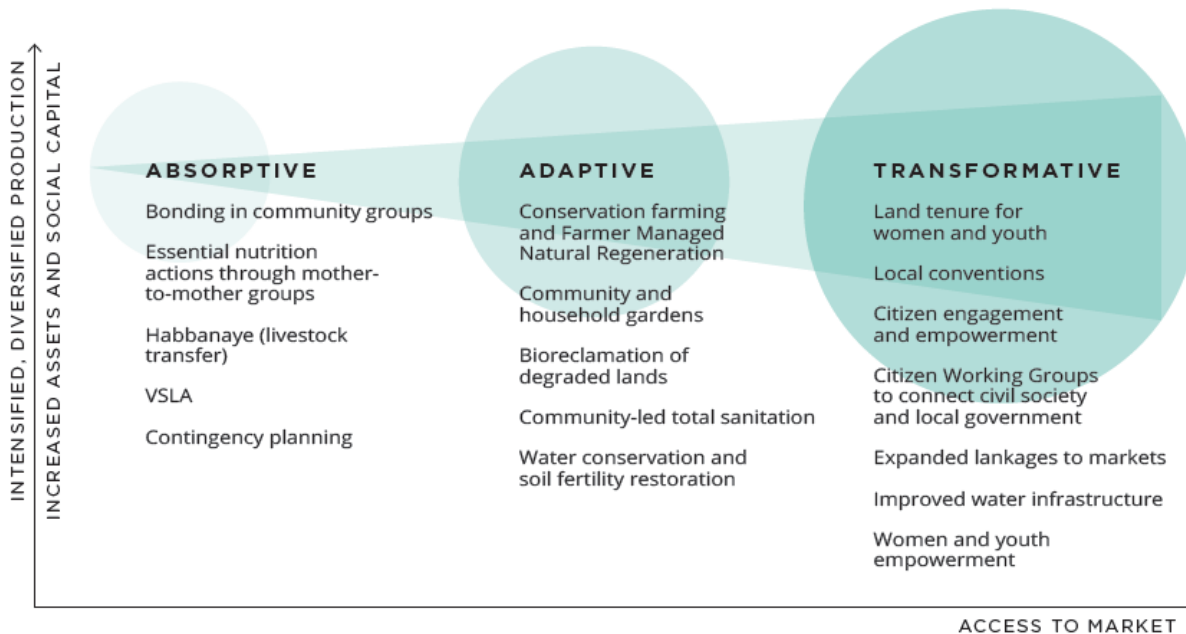 INTENSIFIED, DIVERSIFIED PRODUCTION
INCREASED ASSETS AND SOCIAL CAPITAL
ABSORPTIVE
Bonding in community groups
Essential nutrition
actions through mother-
to-mother groups
Habbanaye (livestock
transfer)
VSLA
Contingency planning
ADAPTIVE
Conservation farming
and Farmer Managed
Natural Regeneration
Community and
household gardens
Bioreclamation of
degraded lands
Community-led total sanitation
Water conservation and
soil fertility restoration
TRANSFORMATIVE
Land tenure for
women and youth
Local conventions
Citizen engagement
and empowerment
Citizen Working Groups
to connect civil society
and local government
Expanded lankages to markets
Improved water infrastructure
Women and youth
empowerment
ACCESS TO MARKET